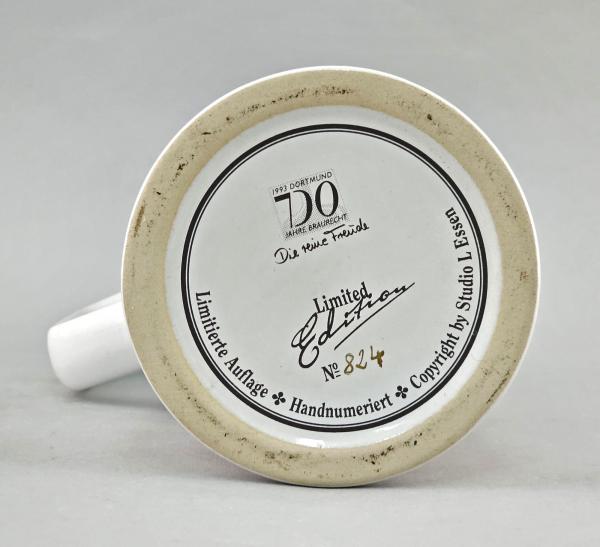 1993 DORTMUND
700
JAHRE BRAURECHT
Die reine Freude
Limited
Edition
№ 824
Limitierte Auflage ✤ Handnumeriert ✤ Copyright by Studio L Essen